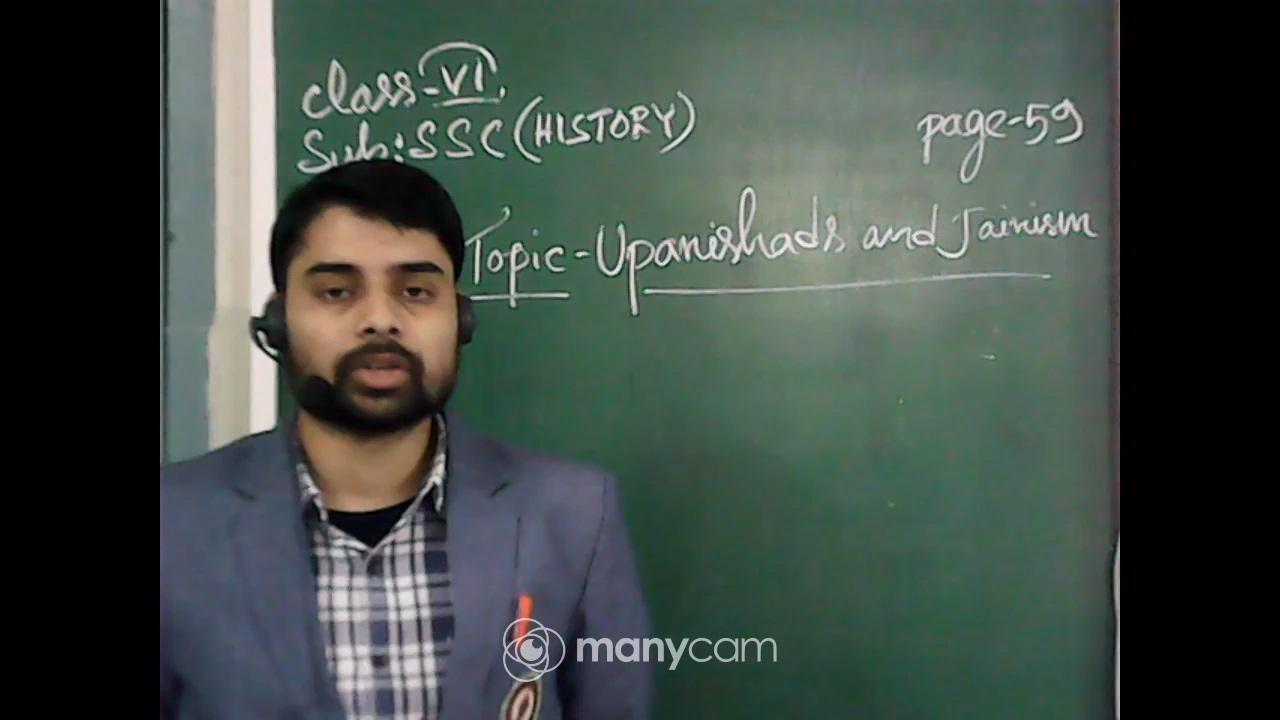 Class-VI.
Sub:SSC (HISTORY)
page-59
Topic-Upanishads and Jainism
manycam